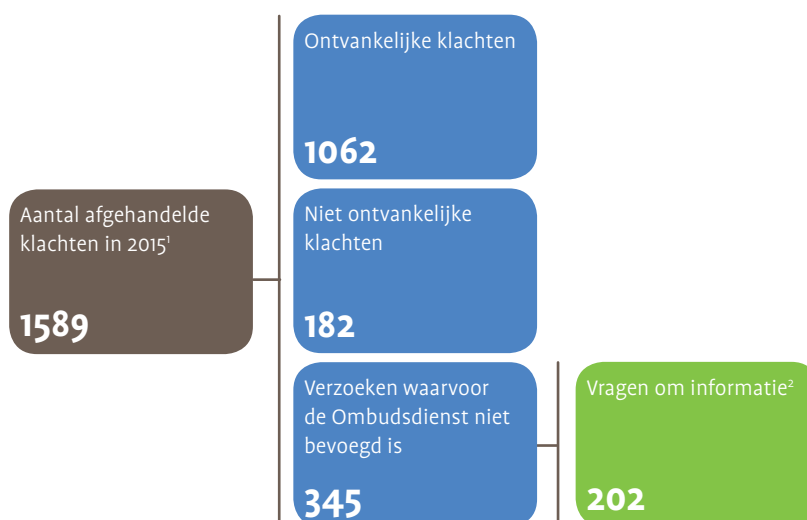 Ontvankelijke klachten
1062
Aantal afgehandelde
klachten in 2015¹
1589
Niet ontvankelijke
klachten
182
Verzoeken waarvoor
de Ombudsdienst niet
bevoegd is
345
Vragen om informatie²
202